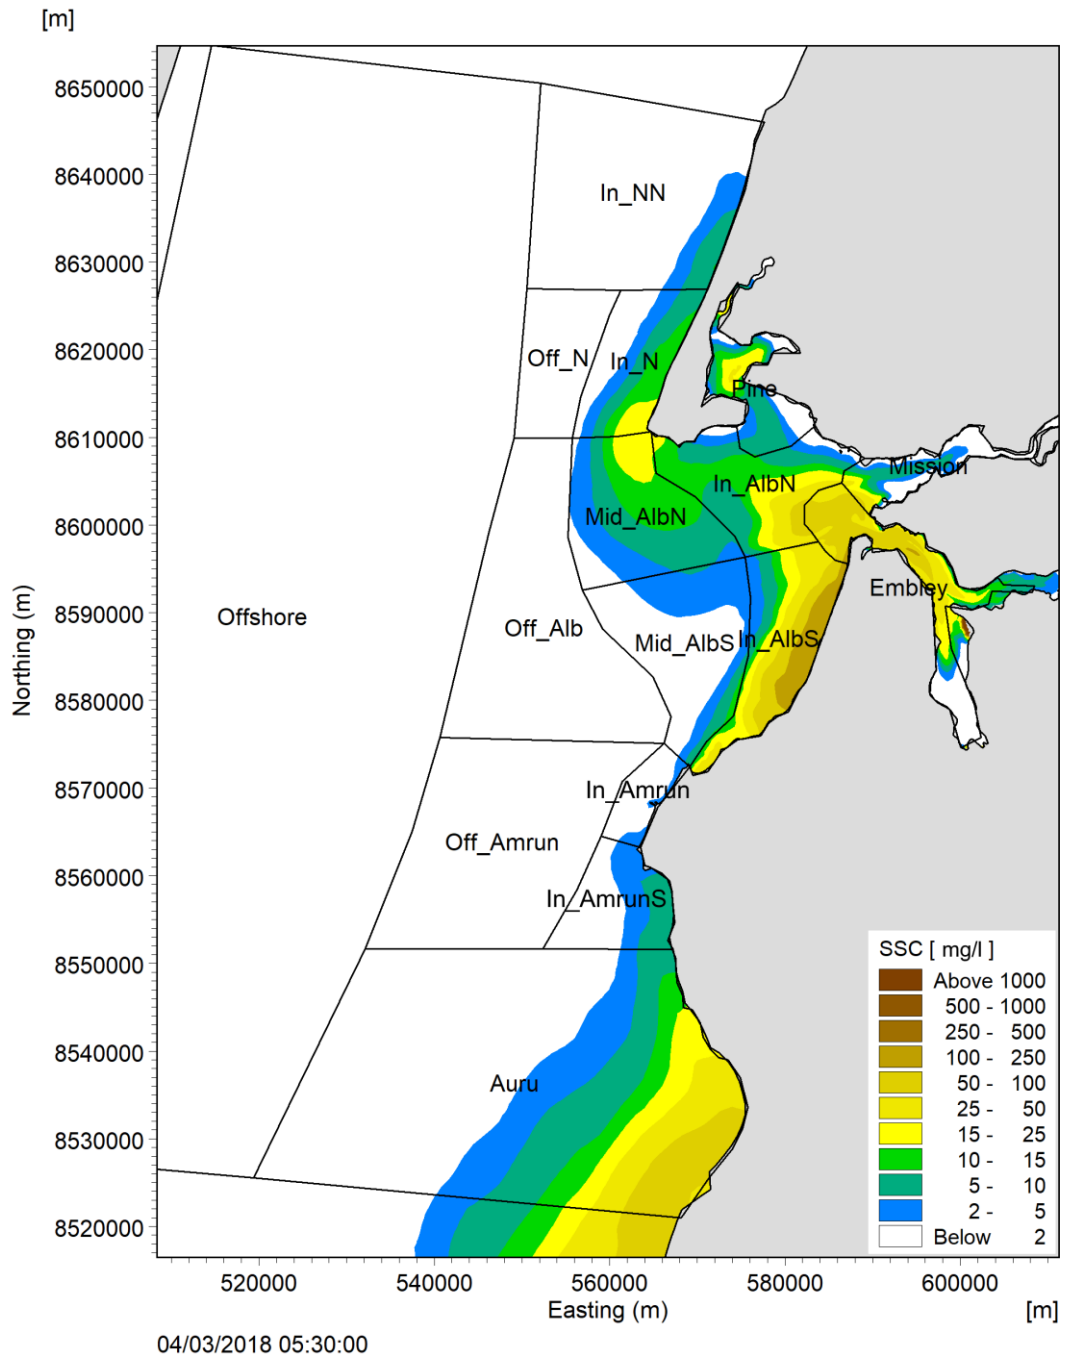 [m]
8650000
8640000
8630000
8620000
8610000
8600000
8590000
8580000
8570000
8560000
8550000
8540000
8530000
8520000
Northing (m)
In_NN
Off_N
In_N
Pine
Mission
In_AlbN
Mid_AlbN
Embley
Offshore
Off_Alb
Mid_AlbS
In_AlbS
In_Amrun
Off_Amrun
In_AmrunS
Auru
SSC [ mg/l ]
Above 1000
500 - 1000
250 - 500
100 - 250
50 - 100
25 - 50
15 - 25
10 - 15
5 - 10
2 - 5
Below 2
520000 540000 560000 580000 600000
Easting (m) [m]
04/03/2018 05:30:00